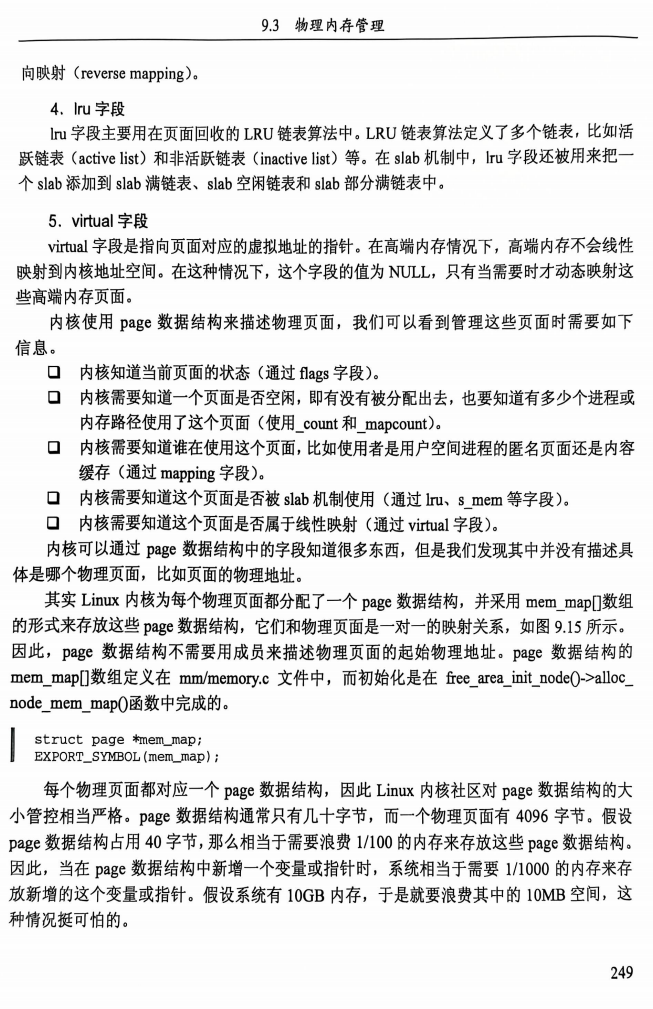 9.3 物理内存管理
向映射（reverse mapping）。
4．lru 字段
lru 字段主要用在页面回收的 LRU 链表算法中。LRU 链表算法定义了多个链表，比如活
跃链表（active list）和非活跃链表（inactive list）等。在 slab 机制中，lru 字段还被用来把一
个 slab 添加到 slab 满链表、slab 空闲链表和 slab 部分满链表中。
5．virtual 字段
virtual 字段是指向页面对应的虚拟地址的指针。在高端内存情况下，高端内存不会线性
映射到内核地址空间。在这种情况下，这个字段的值为 NULL，只有当需要时才动态映射这
些高端内存页面。
内核使用 page 数据结构来描述物理页面，我们可以看到管理这些页面时需要如下
信息。
❑ 内核知道当前页面的状态（通过 flags 字段）。
❑ 内核需要知道一个页面是否空闲，即有没有被分配出去，也要知道有多少个进程或
内存路径使用了这个页面（使用_count 和_mapcount）。
❑ 内核需要知道谁在使用这个页面，比如使用者是用户空间进程的匿名页面还是内容
缓存（通过 mapping 字段）。
❑ 内核需要知道这个页面是否被 slab 机制使用（通过 lru、s_mem 等字段）。
❑ 内核需要知道这个页面是否属于线性映射（通过 virtual 字段）。
内核可以通过 page 数据结构中的字段知道很多东西，但是我们发现其中并没有描述具
体是哪个物理页面，比如页面的物理地址。
其实 Linux 内核为每个物理页面都分配了一个 page 数据结构，并采用 mem_map[]数组
的形式来存放这些 page 数据结构，它们和物理页面是一对一的映射关系，如图 9.15 所示。
因此，page 数据结构不需要用成员来描述物理页面的起始物理地址。page 数据结构的
mem_map[]数组定义在 mm/memory.c 文件中，而初始化是在 free_area_init_node()->alloc_
node_mem_map()函数中完成的。
struct page *mem_map;
EXPORT_SYMBOL(mem_map);
每个物理页面都对应一个 page 数据结构，因此 Linux 内核社区对 page 数据结构的大
小管控相当严格。page 数据结构通常只有几十字节，而一个物理页面有 4096 字节。假设
page 数据结构占用 40 字节，那么相当于需要浪费 1/100 的内存来存放这些 page 数据结构。
因此，当在 page 数据结构中新增一个变量或指针时，系统相当于需要 1/1000 的内存来存
放新增的这个变量或指针。假设系统有 10GB 内存，于是就要浪费其中的 10MB 空间，这
种情况挺可怕的。
249